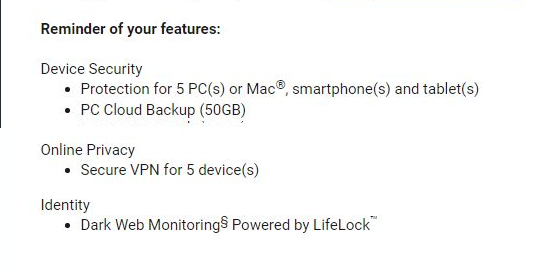 Reminder of your features:
Device Security
• Protection for 5 PC(s) or Mac®, smartphone(s) and tablet(s)
• PC Cloud Backup (50GB)
Online Privacy
• Secure VPN for 5 device(s)
Identity
• Dark Web Monitoring§ Powered by LifeLock™